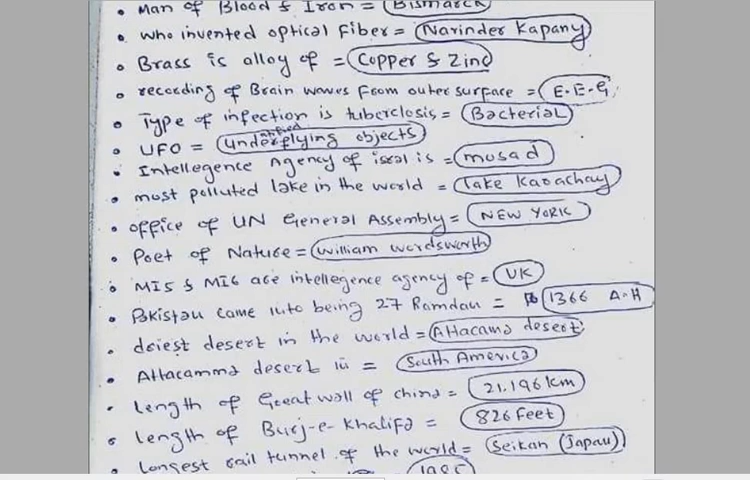 • Man of Blood & Iron = Bismarck
• who invented optical Fiber = Narinder Kapany
• Brass is alloy of = Copper & Zinc
• recording of Brain waves from outer surface = E.E.G
• Type of infection is tuberclosis = Bacterial
• UFO = underflying objects
• Intellegence Agency of isral is = mosad
• most polluted lake in the world = Lake Karachay
• office of UN General Assembly = NEW YORK
• Poet of Nature = William wordsworth
• MI5 & MI6 are intellegence agency of = UK
• Pakistan came into being 27 Ramdan = 1366 A.H
• driest desert in the world = Attacama desert
• Attacamma desert in = South America
• length of Great wall of china = 21,196 km
• length of Burj-e-Khalifa = 826 Feet
• Longest rail tunnel of the world = Seikan (Japan)